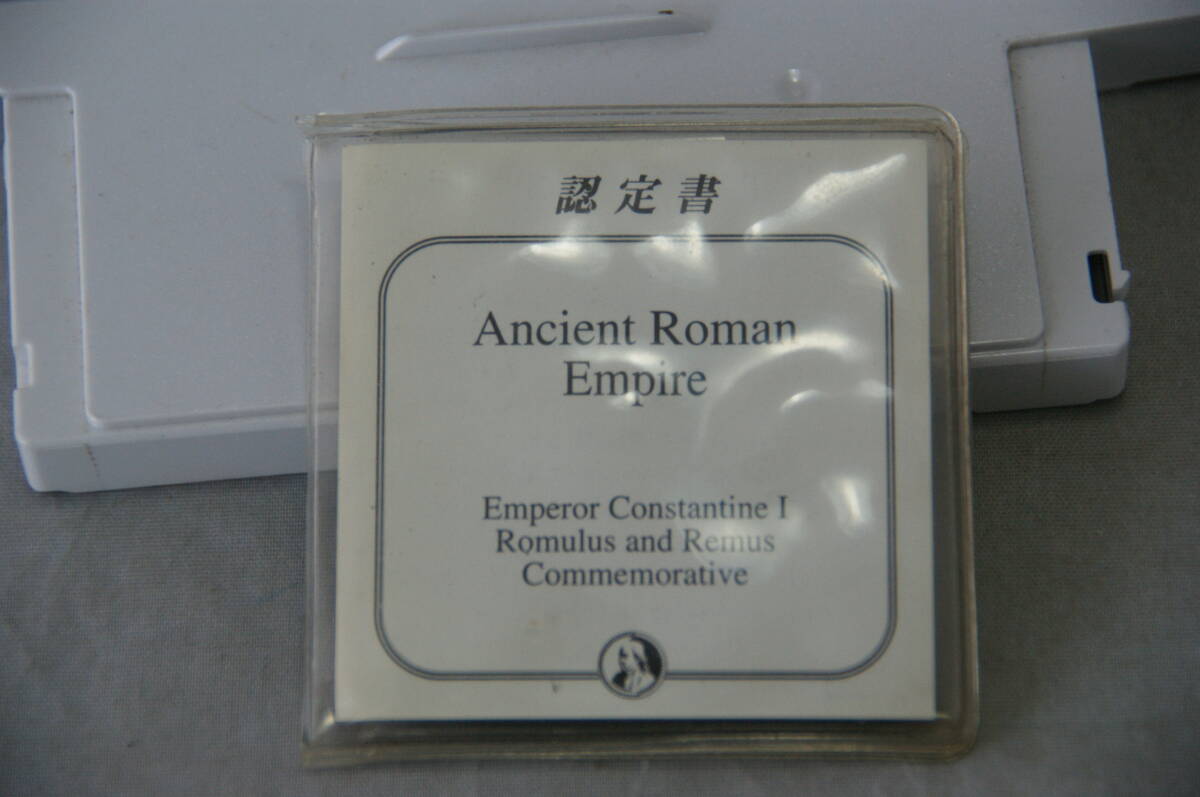 認定書
Ancient Roman
Empire
Emperor Constantine I
Romulus and Remus
Commemorative